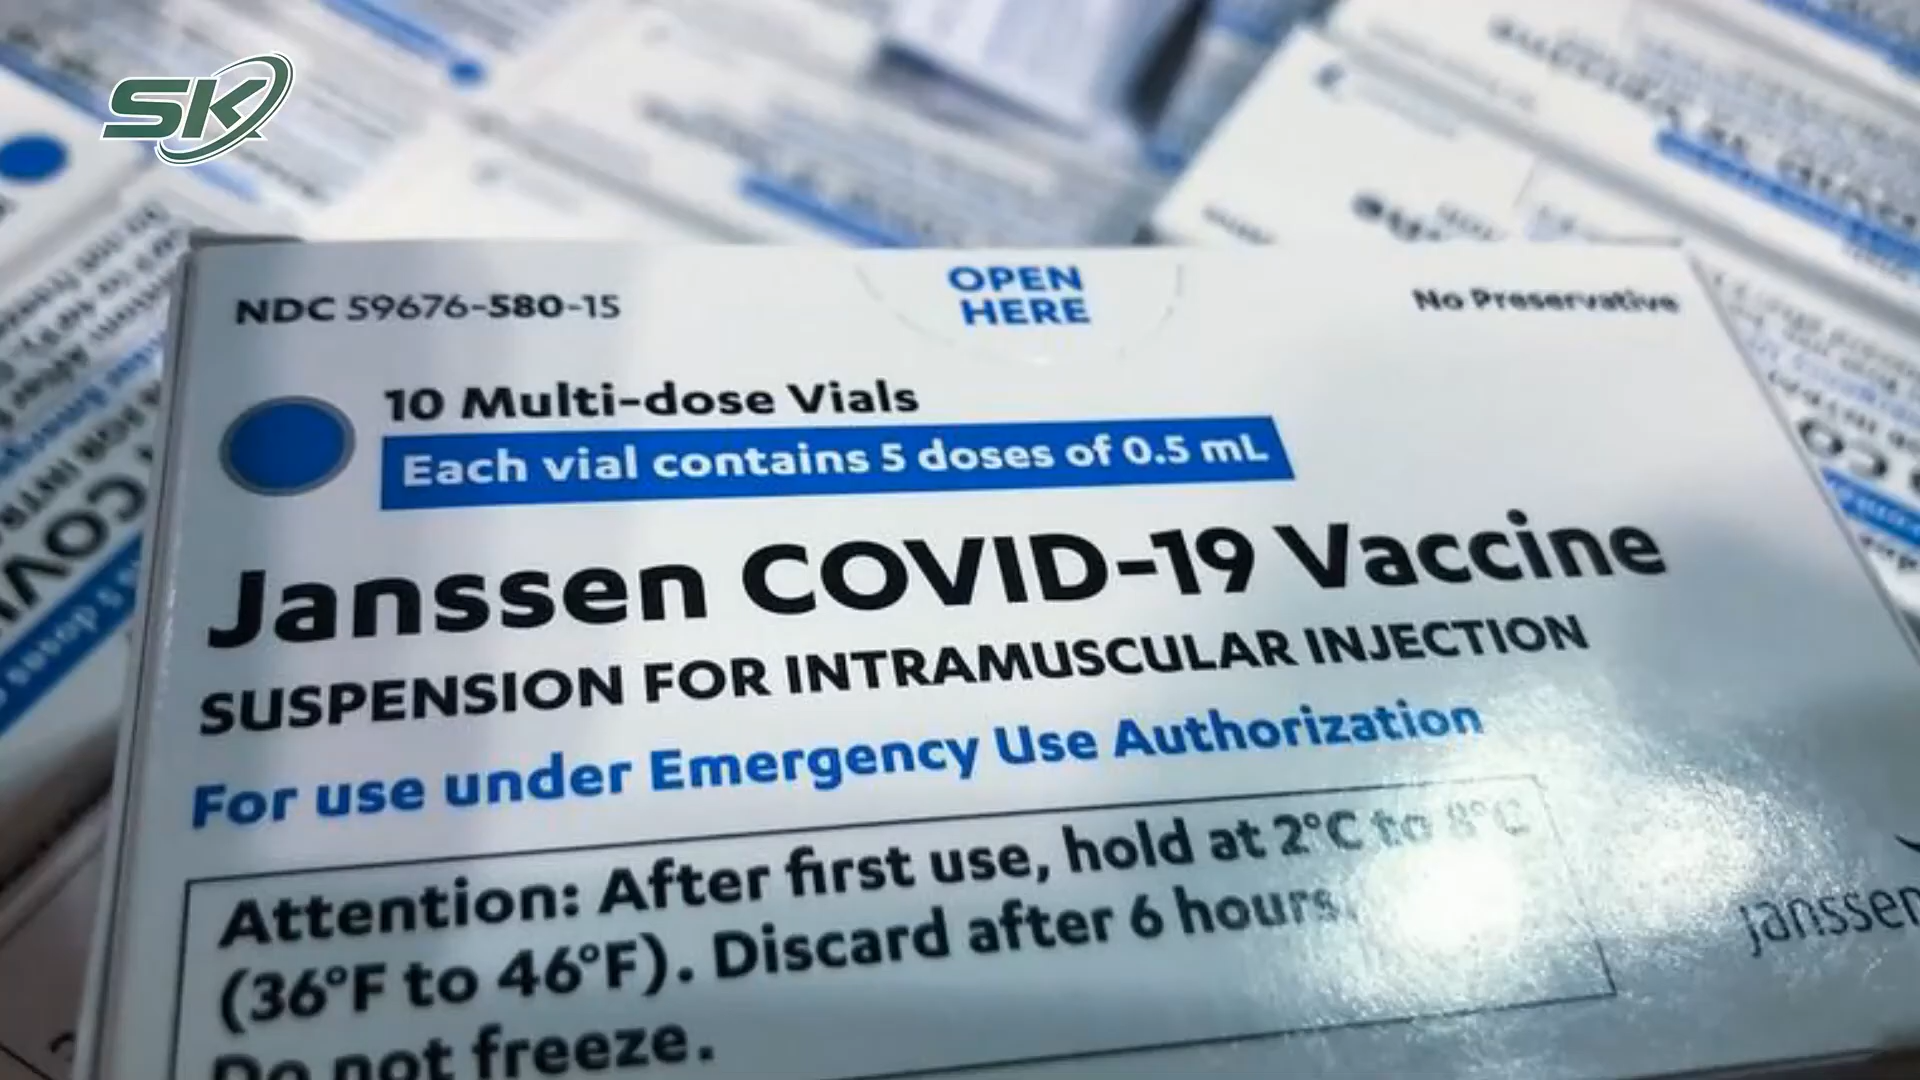 SK
NDC 59676-580-15
OPEN
HERE
No Preservative
10 Multi-dose Vials
Each vial contains 5 doses of 0.5 mL
Janssen COVID-19 Vaccine
SUSPENSION FOR INTRAMUSCULAR INJECTION
For use under Emergency Use Authorization
Attention: After first use, hold at 2°C to 8°C
(36°F to 46°F). Discard after 6 hours.
Do not freeze.
janssen